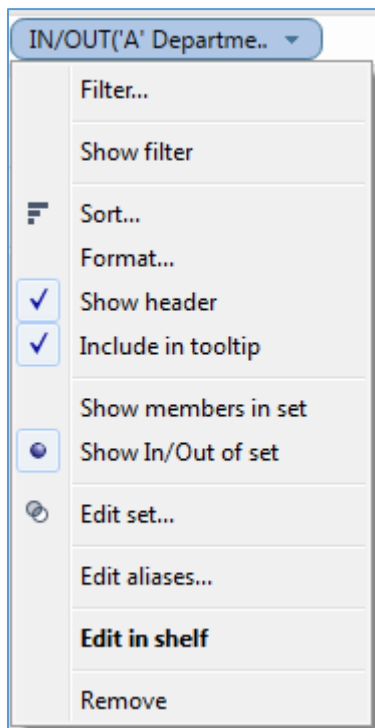 IN/OUT('A' Departme..
Filter...
Show filter
Sort...
Format...
Show header
Include in tooltip
Show members in set
Show In/Out of set
Edit set...
Edit aliases...
Edit in shelf
Remove